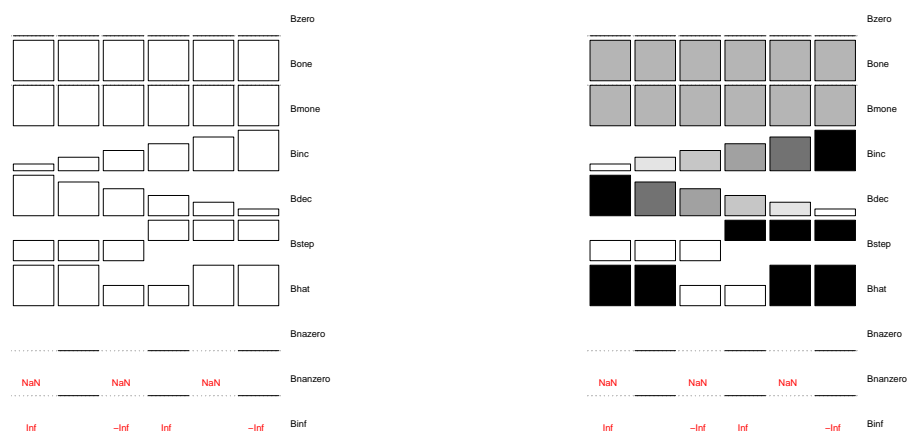 Bzero Bzero
Bone Bone
Bmone Bmone
Binc Binc
Bdec Bdec
Bstep Bstep
Bhat Bhat
Bnazero Bnazero
NaN NaN NaN Bnanzero NaN NaN NaN Bnanzero
Inf −Inf Inf −Inf Binf Inf −Inf Inf −Inf Binf